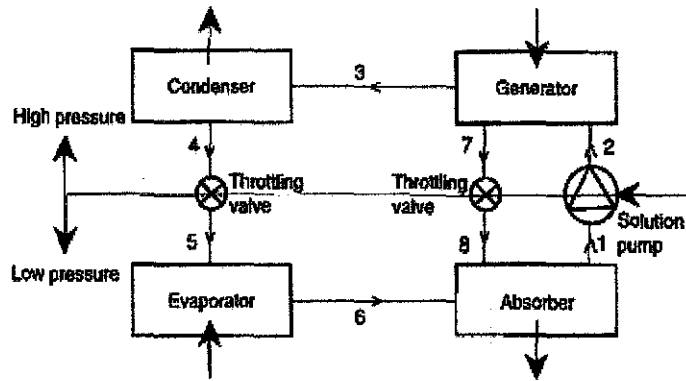 Condenser
3
Generator
High pressure
4
7
2
Throttling
valve
Throttling
valve
Solution
pump
5
8
1
Low pressure
Evaporator
6
Absorber